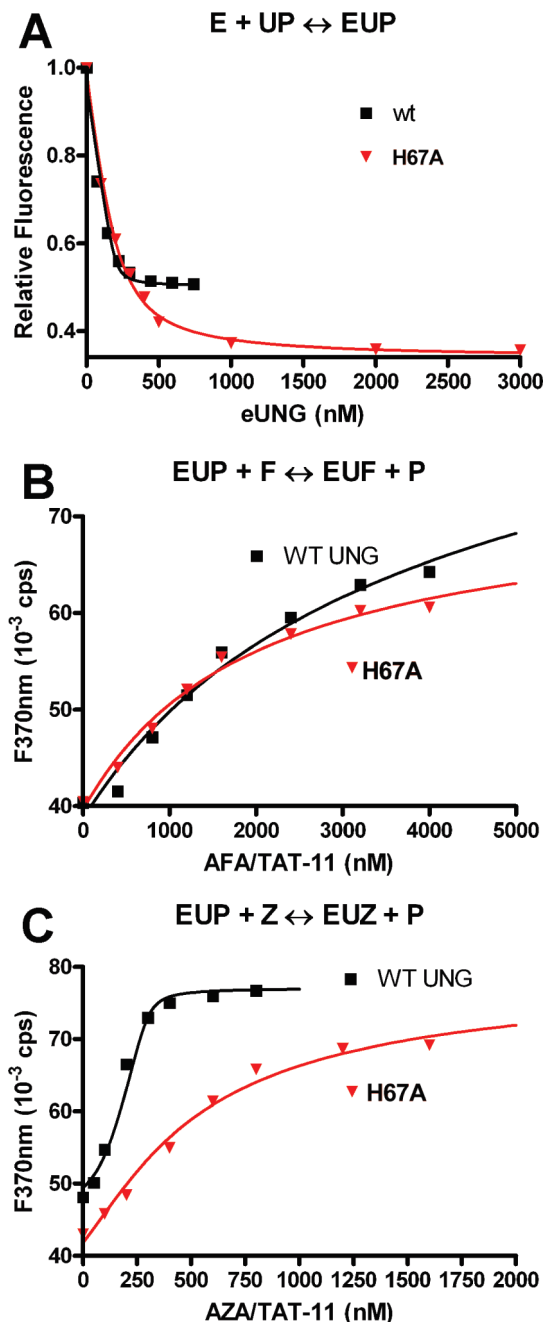 A
E + UP ↔ EUP
1.0
0.8
0.6
0.4
Relative Fluorescence
wt
H67A
0 500 1000 1500 2000 2500 3000
eUNG (nM)
B
EUP + F ↔ EUF + P
70
60
50
40
F370nm (10⁻³ cps)
WT UNG
H67A
0 1000 2000 3000 4000 5000
AFA/TAT-11 (nM)
C
EUP + Z ↔ EUZ + P
80
70
60
50
40
F370nm (10⁻³ cps)
WT UNG
H67A
0 250 500 750 1000 1250 1500 1750 2000
AZA/TAT-11 (nM)